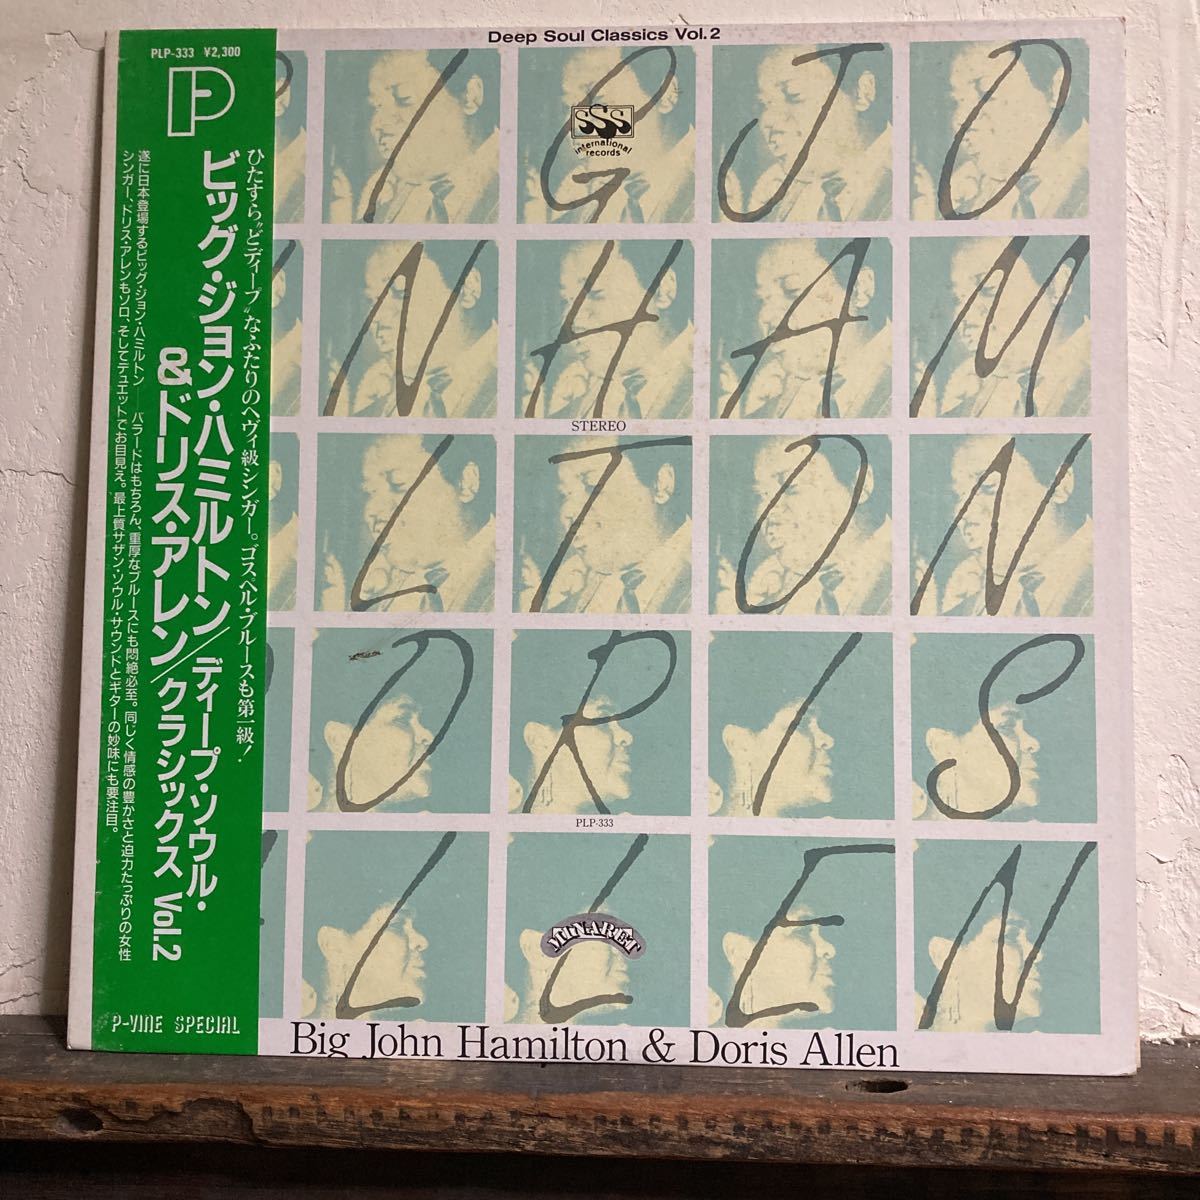 PLP-333 ¥2,300
P
ひたすら“どディープ”なふたりのヘヴィ級シンガー。ゴスペル・ブルースも第一級!
ビッグ・ジョン・ハミルトン/ディープ・ソウル・
&ドリス・アレン/クラシックス Vol.2
遂に日本登場するビッグ・ジョン・ハミルトン──バラードはもちろん、重厚なブルースにも悶絶必至。同じく情感の豊かさと迫力たっぷりの女性
シンガー、ドリス・アレンもソロ、そしてデュエットでお目見え。最上質サザン・ソウル・サウンドとギターの妙味にも要注目。
P-VINE SPECIAL
Deep Soul Classics Vol.2
SSS
international
records
I G J O
N H A M
STEREO
L T O N
O R I S
PLP-333
L L E N
MINARET
Big John Hamilton & Doris Allen